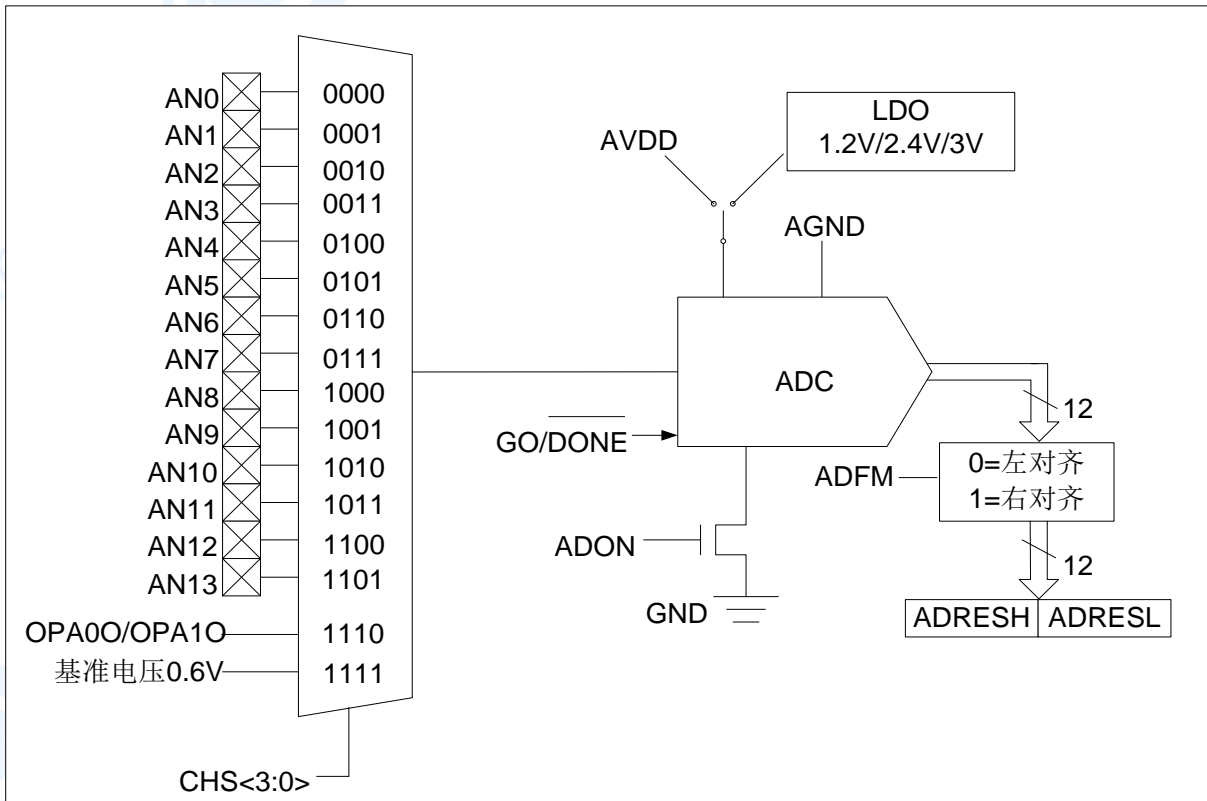 AN0 0000
AN1 0001
AN2 0010
AN3 0011
AN4 0100
AN5 0101
AN6 0110
AN7 0111
AN8 1000
AN9 1001
AN10 1010
AN11 1011
AN12 1100
AN13 1101
OPA0O/OPA1O 1110
基准电压0.6V 1111
CHS<3:0>
AVDD
LDO
1.2V/2.4V/3V
AGND
ADC
GO/DONE
ADON
GND
12
ADFM
0=左对齐
1=右对齐
12
ADRESH ADRESL